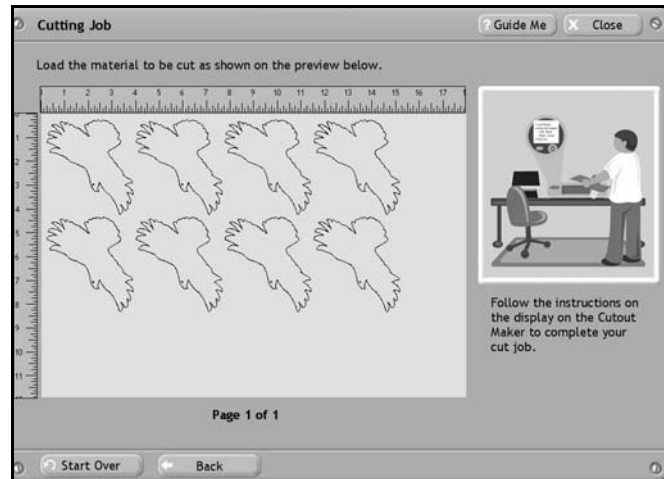 Cutting Job
? Guide Me
X Close
Load the material to be cut as shown on the preview below.
1 2 3 4 5 6 7 8 9 10 11 12 13 14 15 16 17
0
1
2
3
4
5
6
7
8
9
10
11
Follow the instructions on
the display on the Cutout
Maker to complete your
cut job.
Page 1 of 1
Start Over
Back